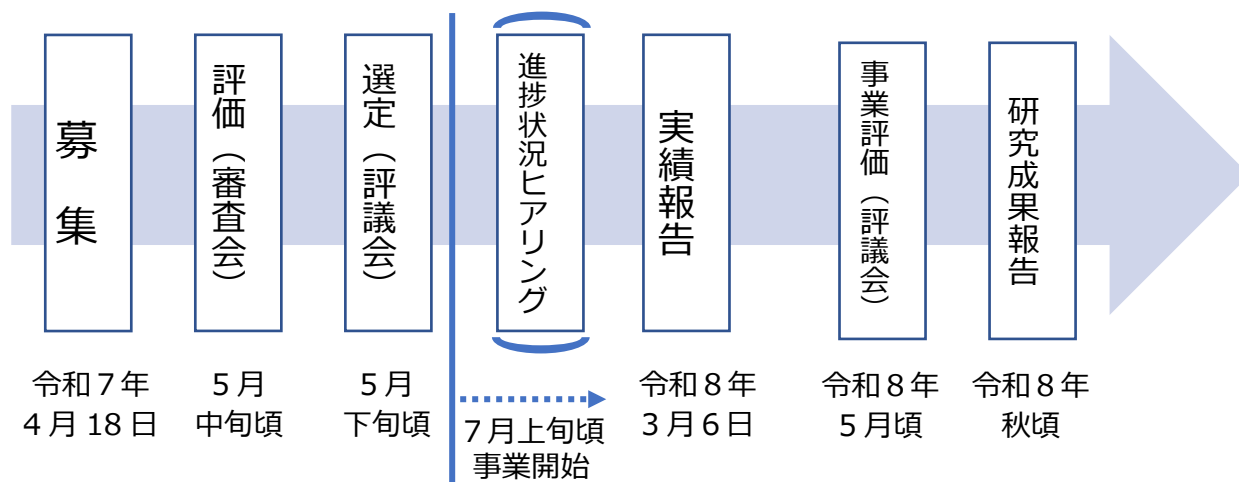 募集
評価（審査会）
選定（評議会）
進捗状況ヒアリング
実績報告
事業評価（評議会）
研究成果報告
令和７年
４月 18 日
５月
中旬頃
５月
下旬頃
７月上旬頃
事業開始
令和８年
３月６日
令和８年
５月頃
令和８年
秋頃